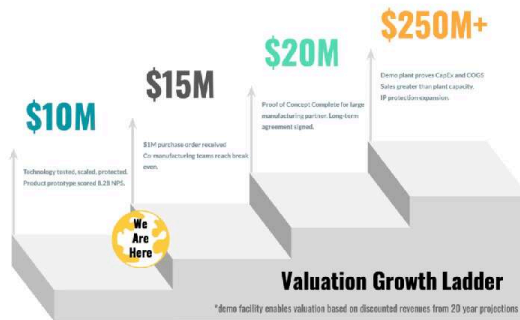 $10M
Technology tested, scaled, protected.
Product prototype scored 8.28 NPS.
$15M
$1M purchase order received
Co manufacturing teams reach break
even.
$20M
Proof of Concept Complete for large
manufacturing partner. Long-term
agreement signed.
$250M+
Demo plant proves CapEx and COGS
Sales greater than plant capacity.
IP protection expansion.
We
Are
Here
Valuation Growth Ladder
*demo facility enables valuation based on discounted revenues from 20 year projections